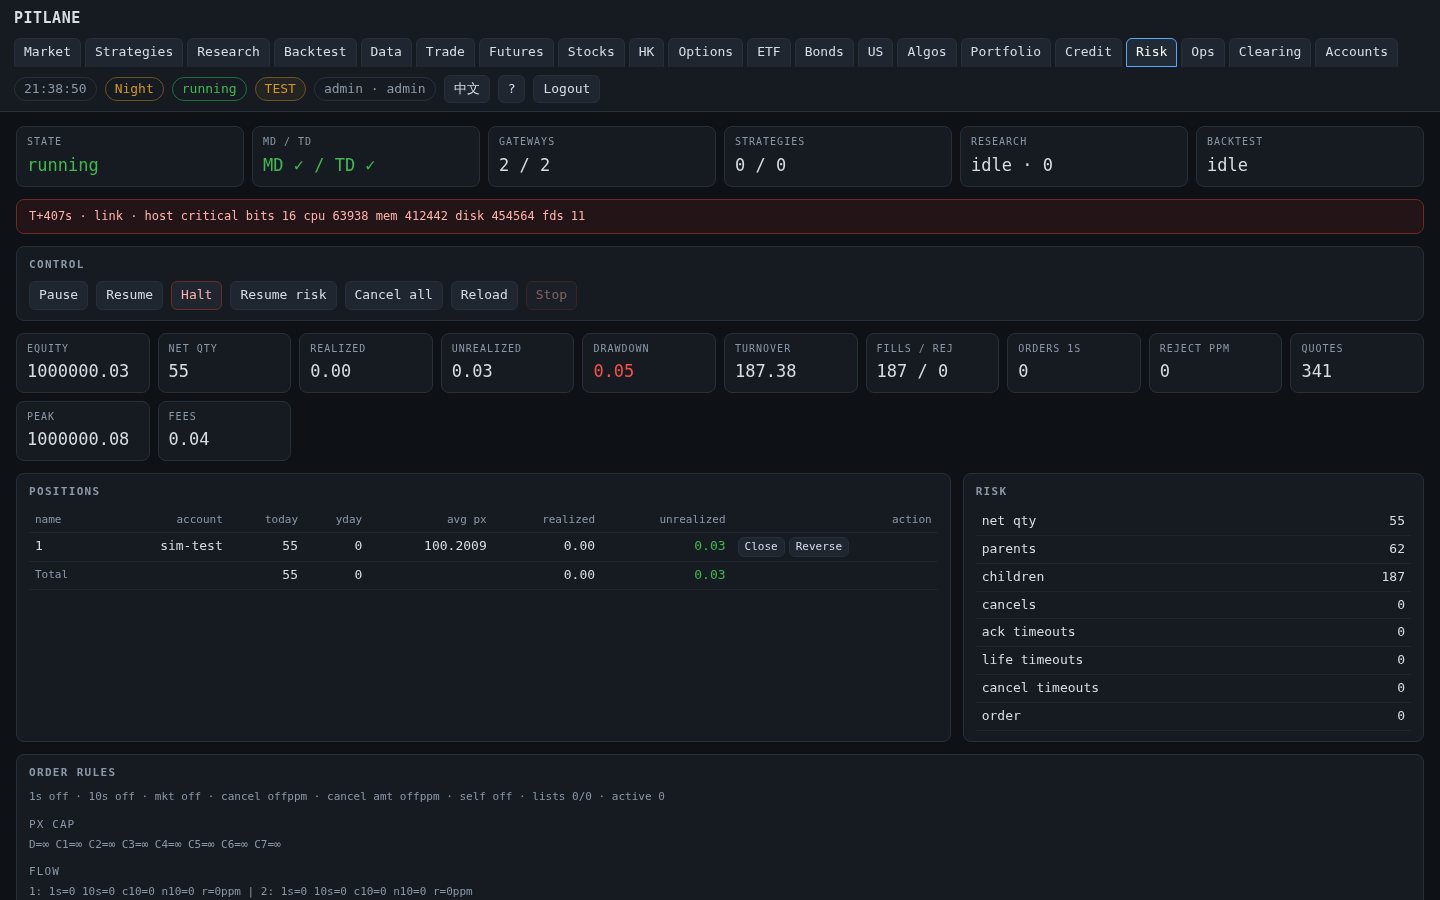 PITLANE
Market Strategies Research Backtest Data Trade Futures Stocks HK Options ETF Bonds US Algos Portfolio Credit Risk Ops Clearing Accounts
21:38:50 Night running TEST admin · admin 中文 ? Logout
STATE MD / TD GATEWAYS STRATEGIES RESEARCH BACKTEST
running MD ✓ / TD ✓ 2 / 2 0 / 0 idle · 0 idle
T+407s · link · host critical bits 16 cpu 63938 mem 412442 disk 454564 fds 11
CONTROL
Pause Resume Halt Resume risk Cancel all Reload Stop
EQUITY NET QTY REALIZED UNREALIZED DRAWDOWN TURNOVER FILLS / REJ ORDERS 1S REJECT PPM QUOTES
1000000.03 55 0.00 0.03 0.05 187.38 187 / 0 0 0 341
PEAK FEES
1000000.08 0.04
POSITIONS
name account today yday avg px realized unrealized action
1 sim-test 55 0 100.2009 0.00 0.03 Close Reverse
Total 55 0 0.00 0.03
RISK
net qty 55
parents 62
children 187
cancels 0
ack timeouts 0
life timeouts 0
cancel timeouts 0
order 0
ORDER RULES
1s off · 10s off · mkt off · cancel offppm · cancel amt offppm · self off · lists 0/0 · active 0
PX CAP
D=∞ C1=∞ C2=∞ C3=∞ C4=∞ C5=∞ C6=∞ C7=∞
FLOW
1: 1s=0 10s=0 c10=0 n10=0 r=0ppm | 2: 1s=0 10s=0 c10=0 n10=0 r=0ppm